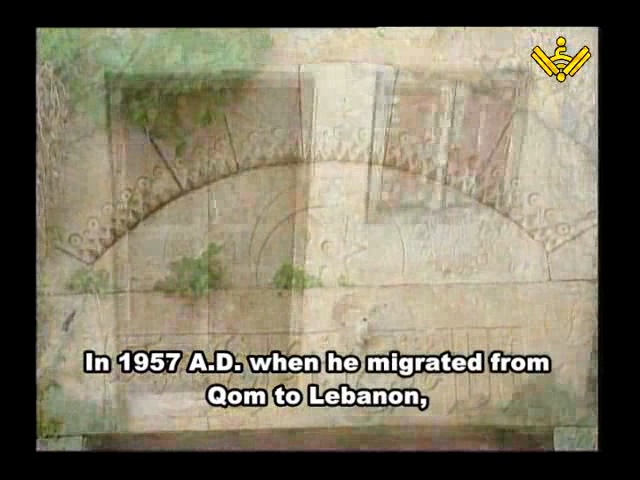 In 1957 A.D. when he migrated from
Qom to Lebanon,